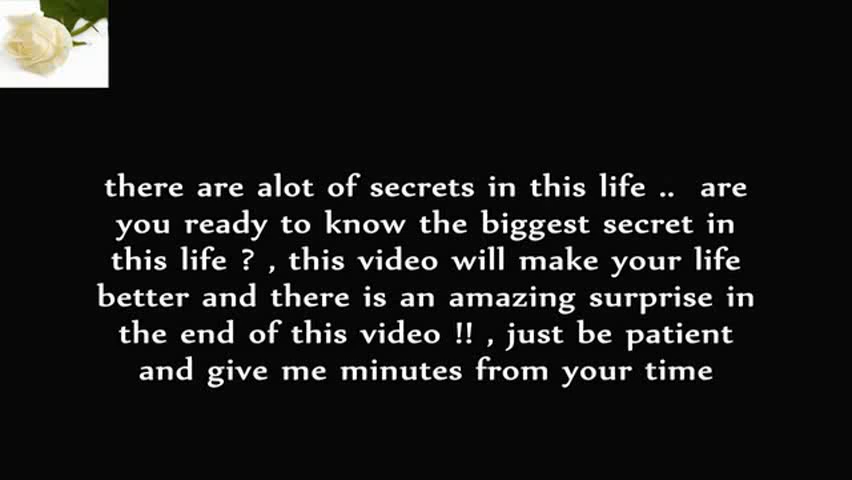 there are alot of secrets in this life ..  are
you ready to know the biggest secret in
this life ? , this video will make your life
better and there is an amazing surprise in
the end of this video !! , just be patient
and give me minutes from your time